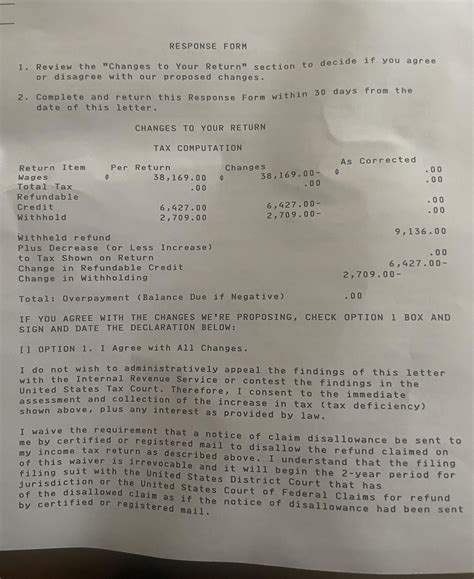 RESPONSE FORM
1. Review the "Changes to Your Return" section to decide if you agree
or disagree with our proposed changes.
2. Complete and return this Response Form within 30 days from the
date of this letter.
CHANGES TO YOUR RETURN
TAX COMPUTATION
Return Item Per Return Changes As Corrected
Wages $ 38,169.00 $ 38,169.00- $ .00
Total Tax .00 .00 .00
Refundable
Credit 6,427.00 6,427.00- .00
Withhold 2,709.00 2,709.00- .00
Withheld refund 9,136.00
Plus Decrease (or Less Increase)
to Tax Shown on Return .00
Change in Refundable Credit 6,427.00-
Change in Withholding 2,709.00-
Total: Overpayment (Balance Due if Negative) .00
IF YOU AGREE WITH THE CHANGES WE'RE PROPOSING, CHECK OPTION 1 BOX AND
SIGN AND DATE THE DECLARATION BELOW:
[] OPTION 1. I Agree with All Changes.
I do not wish to administratively appeal the findings of this letter
with the Internal Revenue Service or contest the findings in the
United States Tax Court. Therefore, I consent to the immediate
assessment and collection of the increase in tax (tax deficiency)
shown above, plus any interest as provided by law.
I waive the requirement that a notice of claim disallowance be sent to
me by certified or registered mail to disallow the refund claimed on
my income tax return as described above. I understand that the filing
of this waiver is irrevocable and it will begin the 2-year period for
filing suit with the United States District Court that has
jurisdiction or the United States Court of Federal Claims for refund
of the disallowed claim as if the notice of disallowance had been sent
by certified or registered mail.